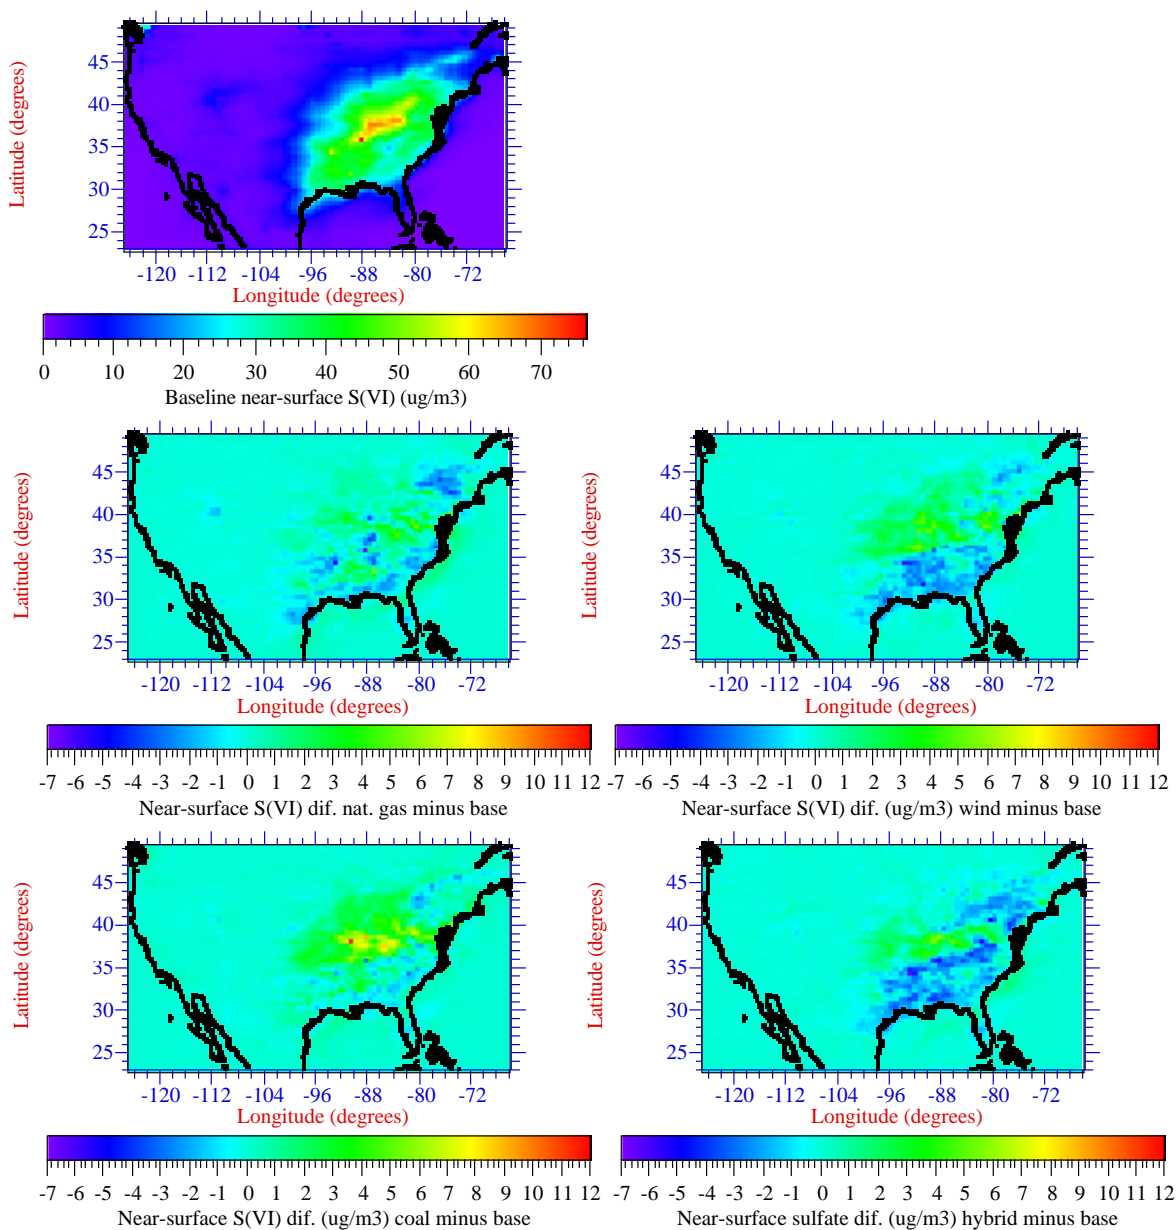 Latitude (degrees)
45
40
35
30
25
-120 -112 -104 -96 -88 -80 -72
Longitude (degrees)
0 10 20 30 40 50 60 70
Baseline near-surface S(VI) (ug/m3)
Latitude (degrees)
45
40
35
30
25
-120 -112 -104 -96 -88 -80 -72
Longitude (degrees)
-7 -6 -5 -4 -3 -2 -1 0 1 2 3 4 5 6 7 8 9 10 11 12
Near-surface S(VI) dif. nat. gas minus base
Latitude (degrees)
45
40
35
30
25
-120 -112 -104 -96 -88 -80 -72
Longitude (degrees)
-7 -6 -5 -4 -3 -2 -1 0 1 2 3 4 5 6 7 8 9 10 11 12
Near-surface S(VI) dif. (ug/m3) wind minus base
Latitude (degrees)
45
40
35
30
25
-120 -112 -104 -96 -88 -80 -72
Longitude (degrees)
-7 -6 -5 -4 -3 -2 -1 0 1 2 3 4 5 6 7 8 9 10 11 12
Near-surface S(VI) dif. (ug/m3) coal minus base
Latitude (degrees)
45
40
35
30
25
-120 -112 -104 -96 -88 -80 -72
Longitude (degrees)
-7 -6 -5 -4 -3 -2 -1 0 1 2 3 4 5 6 7 8 9 10 11 12
Near-surface sulfate dif. (ug/m3) hybrid minus base